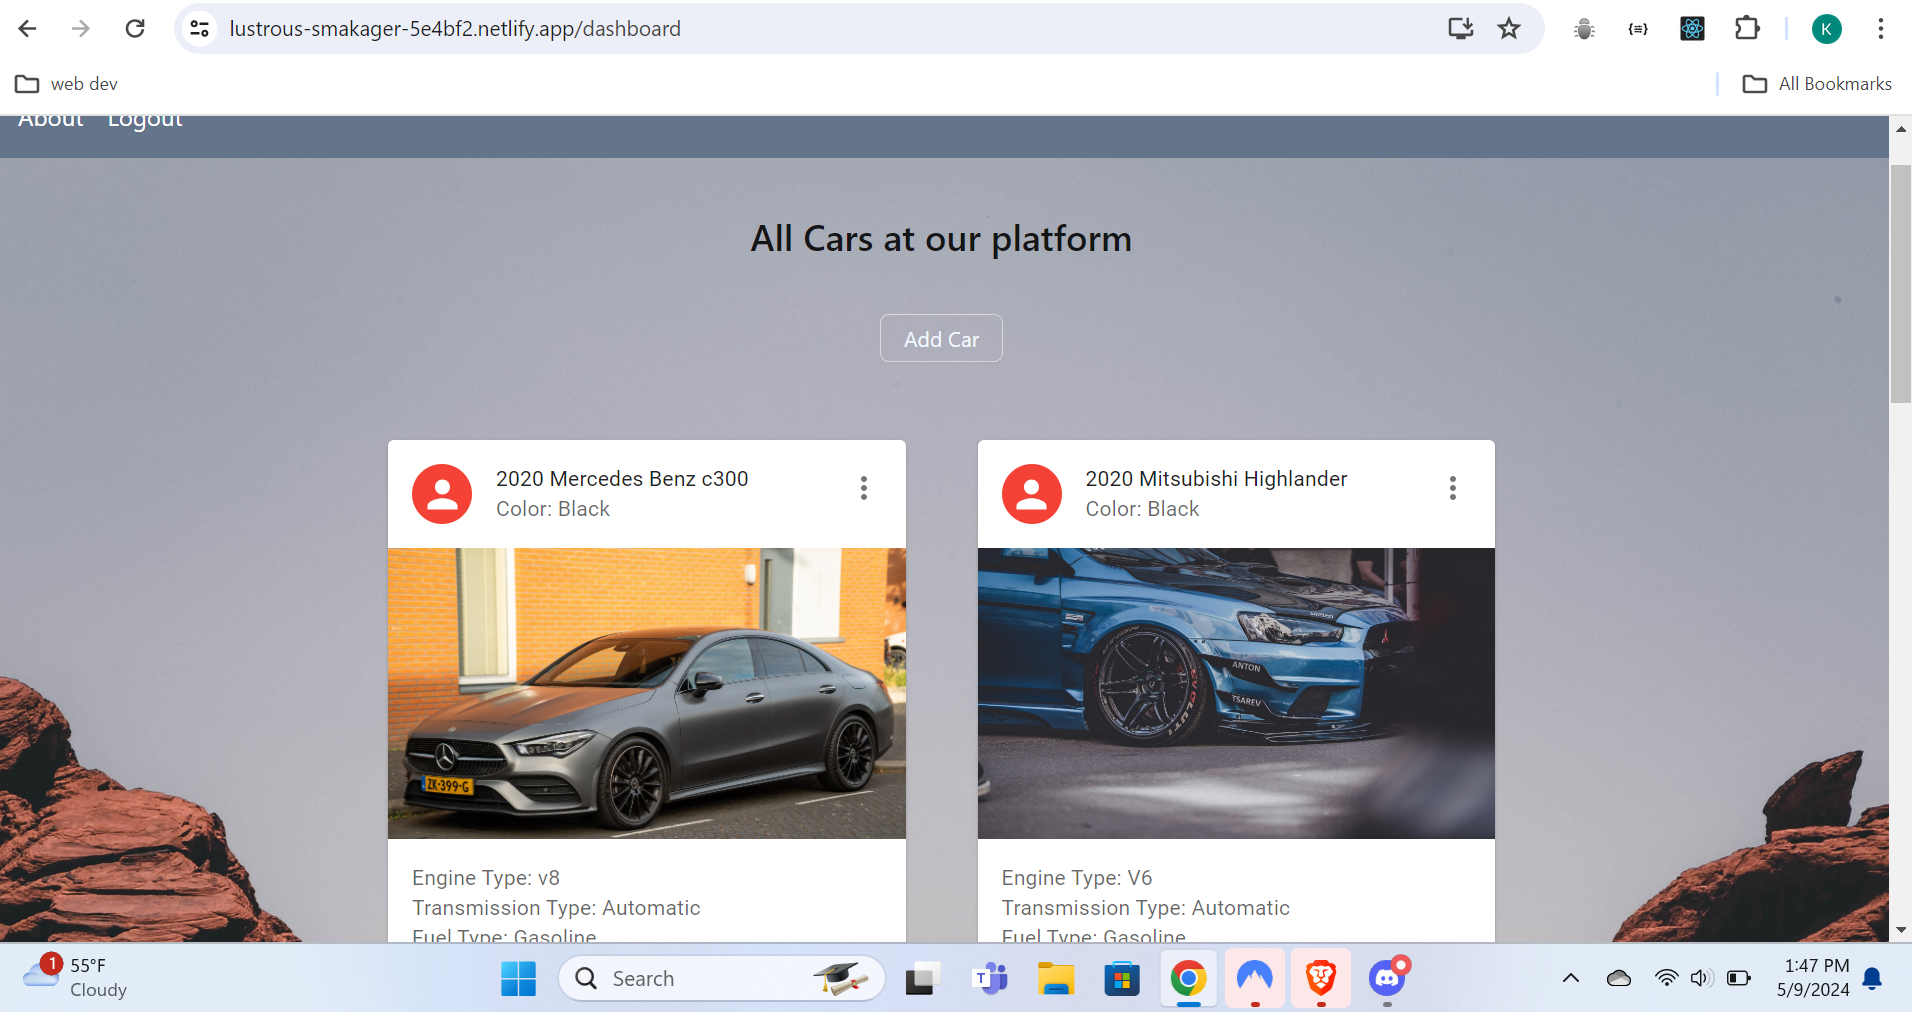 lustrous-smakager-5e4bf2.netlify.app/dashboard
K
web dev
All Bookmarks
About Logout
All Cars at our platform
Add Car
2020 Mercedes Benz c300
Color: Black
2020 Mitsubishi Highlander
Color: Black
ZK-399-G
ANTON
TSAREV
Engine Type: v8
Transmission Type: Automatic
Fuel Type: Gasoline
Engine Type: V6
Transmission Type: Automatic
Fuel Type: Gasoline
1
55°F
Cloudy
Search
T
1:47 PM
5/9/2024